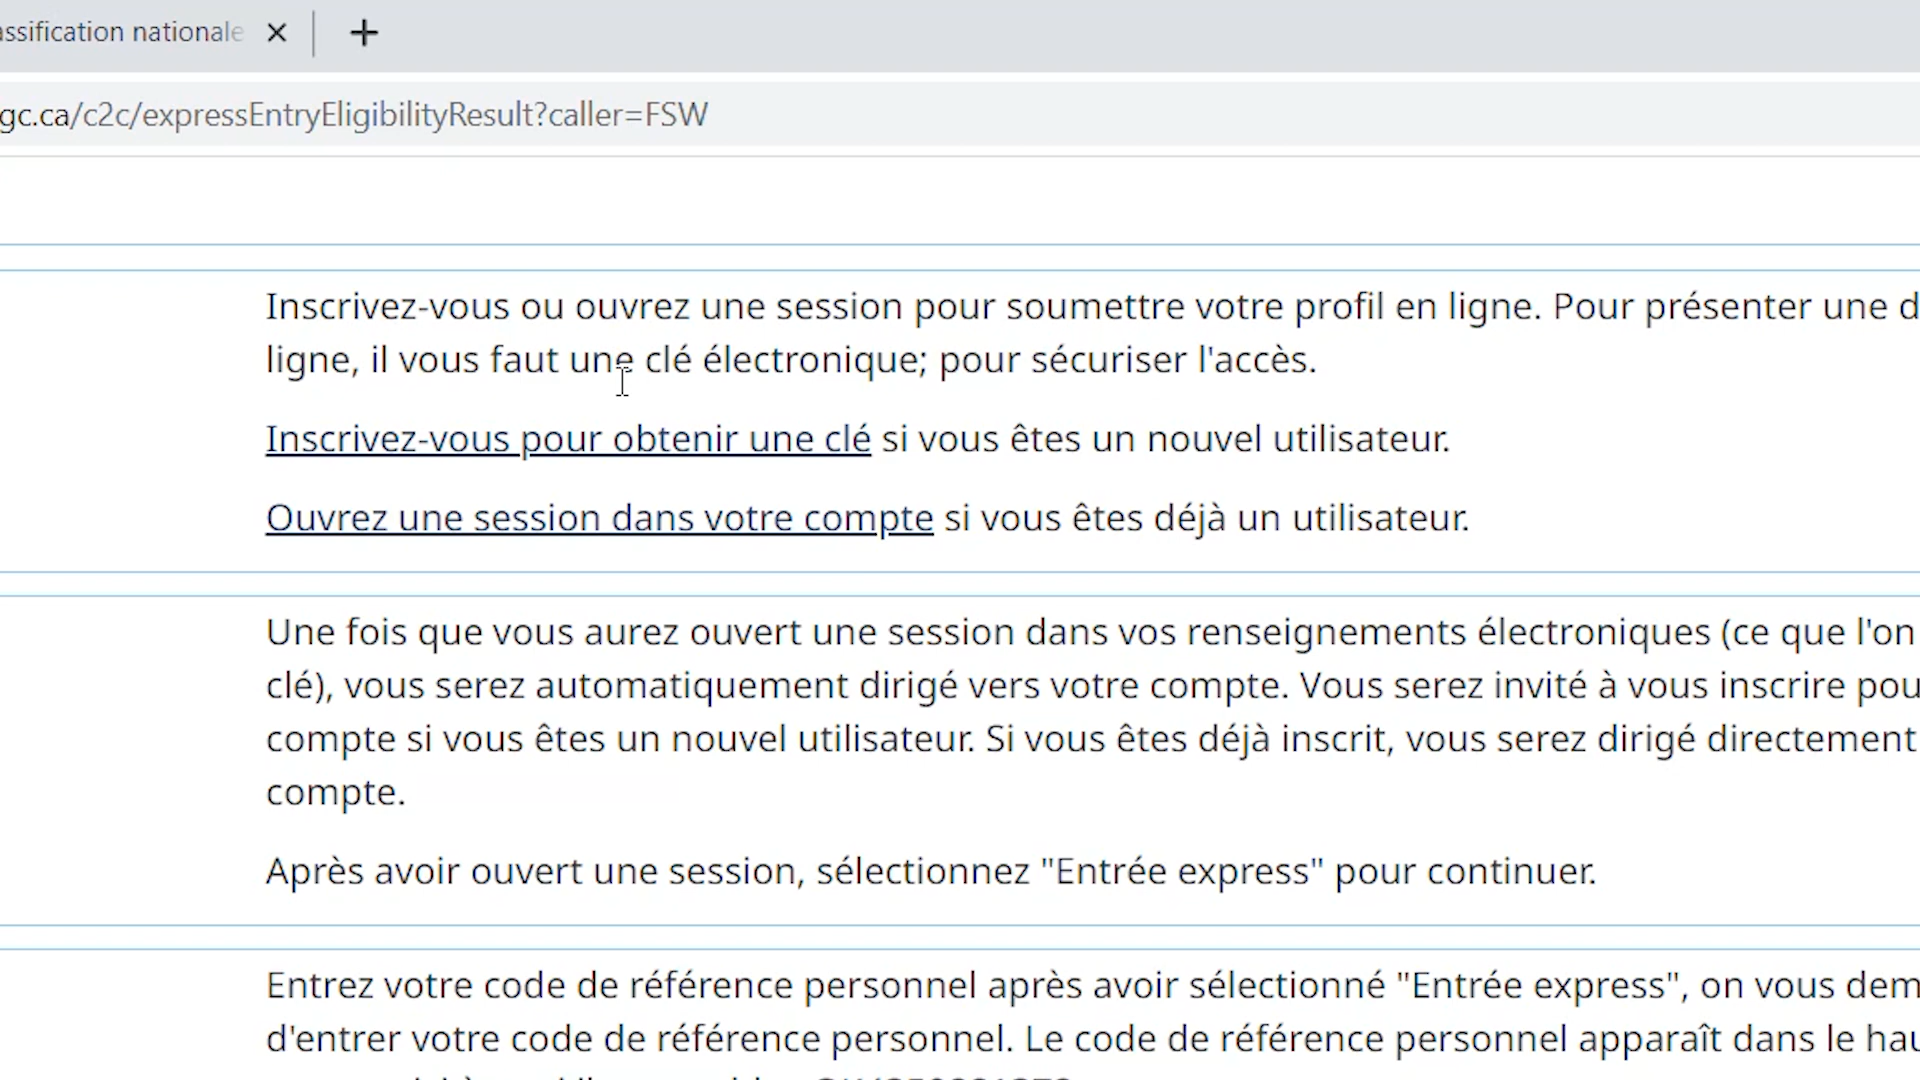 assification nationale
gc.ca/c2c/expressEntryEligibilityResult?caller=FSW
Inscrivez-vous ou ouvrez une session pour soumettre votre profil en ligne. Pour présenter une d
ligne, il vous faut une clé électronique; pour sécuriser l'accès.
Inscrivez-vous pour obtenir une clé si vous êtes un nouvel utilisateur.
Ouvrez une session dans votre compte si vous êtes déjà un utilisateur.
Une fois que vous aurez ouvert une session dans vos renseignements électroniques (ce que l'on
clé), vous serez automatiquement dirigé vers votre compte. Vous serez invité à vous inscrire pou
compte si vous êtes un nouvel utilisateur. Si vous êtes déjà inscrit, vous serez dirigé directement
compte.
Après avoir ouvert une session, sélectionnez "Entrée express" pour continuer.
Entrez votre code de référence personnel après avoir sélectionné "Entrée express", on vous dem
d'entrer votre code de référence personnel. Le code de référence personnel apparaît dans le hau